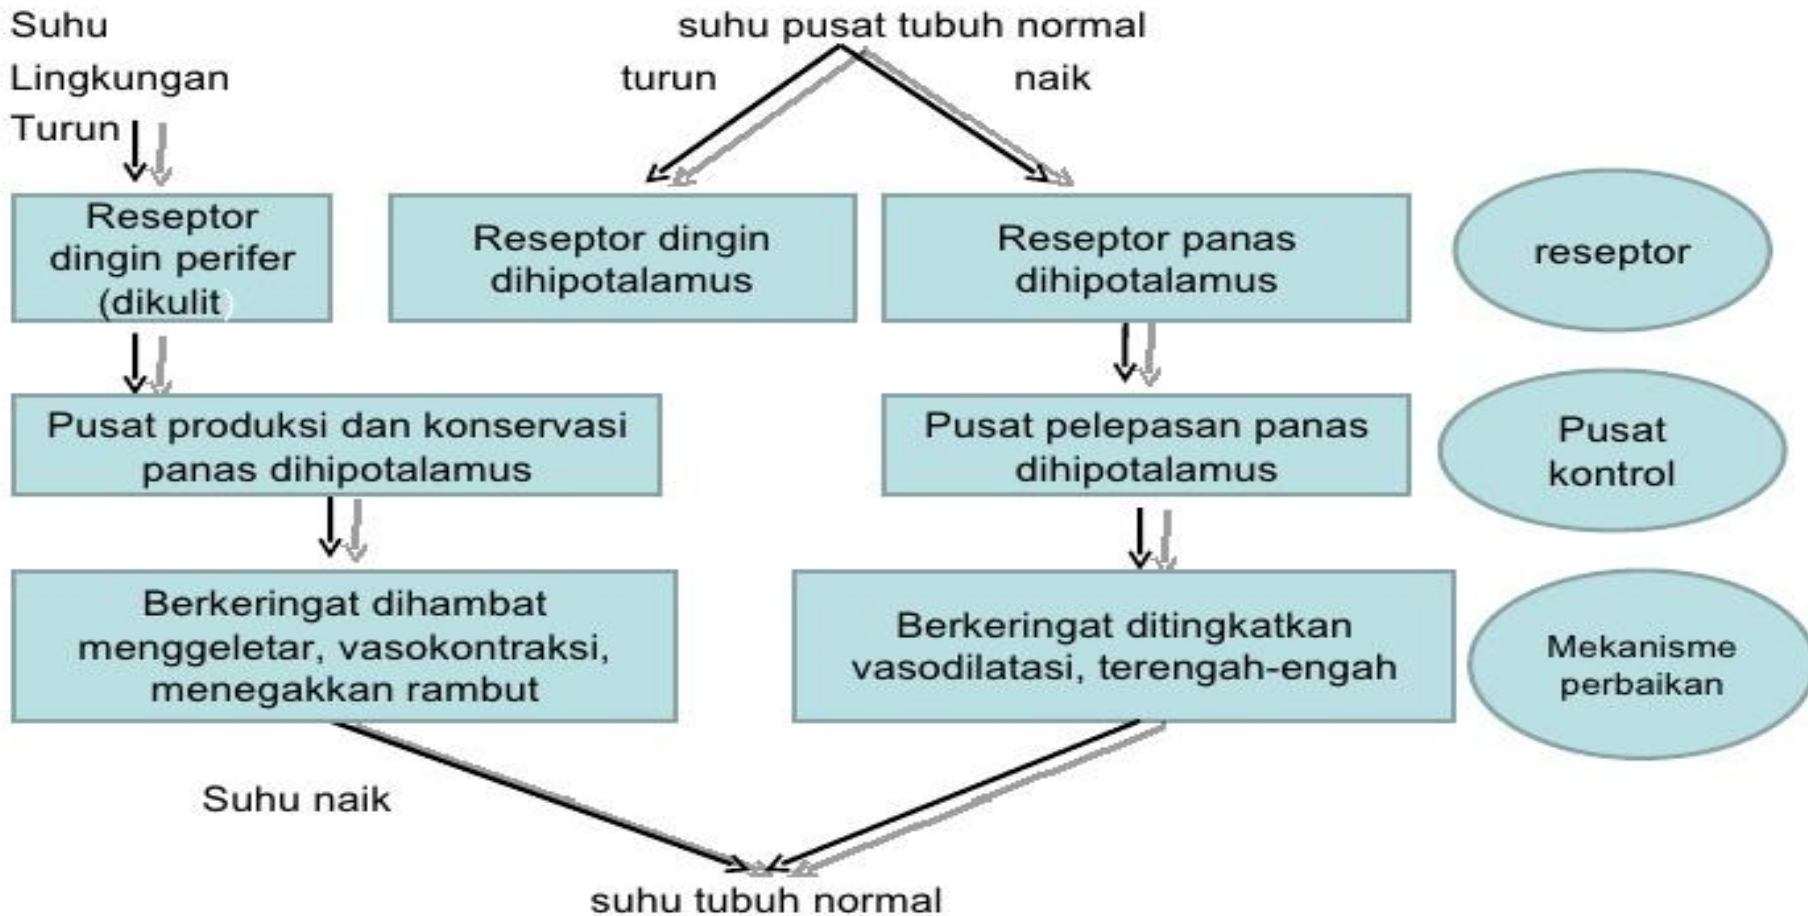 Suhu
Lingkungan
Turun
suhu pusat tubuh normal
turun
naik
Reseptor
dingin perifer
(dikulit)
Reseptor dingin
dihipotalamus
Reseptor panas
dihipotalamus
reseptor
Pusat produksi dan konservasi
panas dihipotalamus
Pusat pelepasan panas
dihipotalamus
Pusat
kontrol
Berkeringat dihambat
menggeletar, vasokontraksi,
menegakkan rambut
Berkeringat ditingkatkan
vasodilatasi, terengah-engah
Mekanisme
perbaikan
Suhu naik
suhu tubuh normal